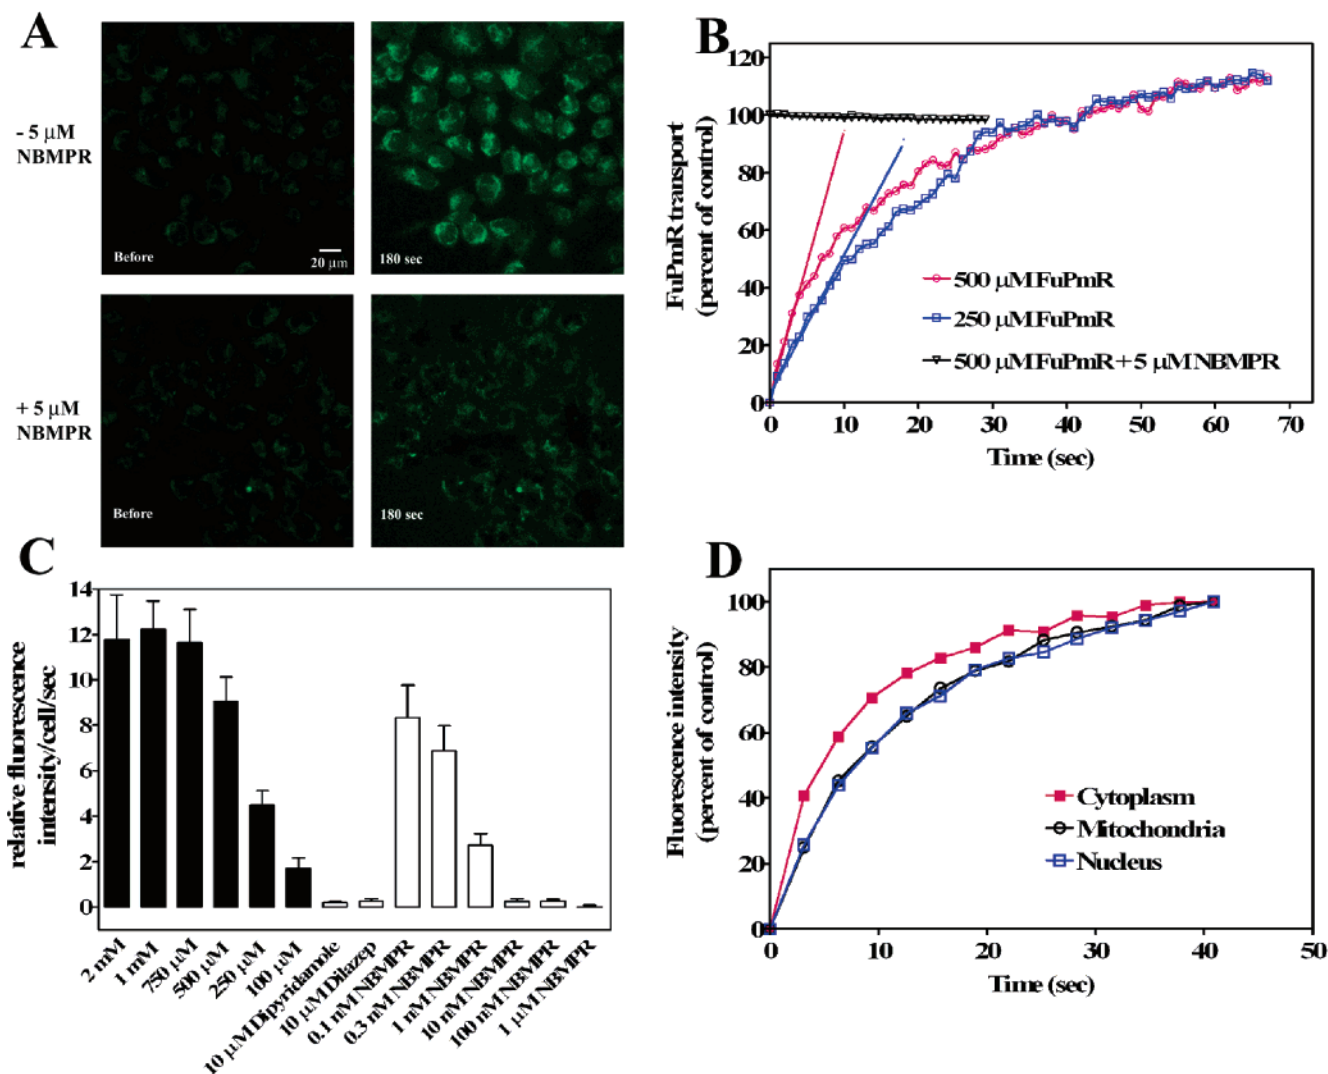 A
- 5 μM
NBMPR
Before
20 μm
180 sec
+ 5 μM
NBMPR
Before
180 sec
B
FuPmR transport
(percent of control)
120
100
80
60
40
20
0
0 10 20 30 40 50 60 70
Time (sec)
500 μM FuPmR
250 μM FuPmR
500 μM FuPmR + 5 μM NBMPR
C
relative fluorescence
intensity/cell/sec
14
12
10
8
6
4
2
0
2 mM
1 mM
750 μM
500 μM
250 μM
100 μM
10 μM Dipyridamole
10 μM Dilazep
0.1 nM NBMPR
0.3 nM NBMPR
1 nM NBMPR
10 nM NBMPR
100 nM NBMPR
1 μM NBMPR
D
Fluorescence intensity
(percent of control)
100
80
60
40
20
0
0 10 20 30 40 50
Time (sec)
Cytoplasm
Mitochondria
Nucleus